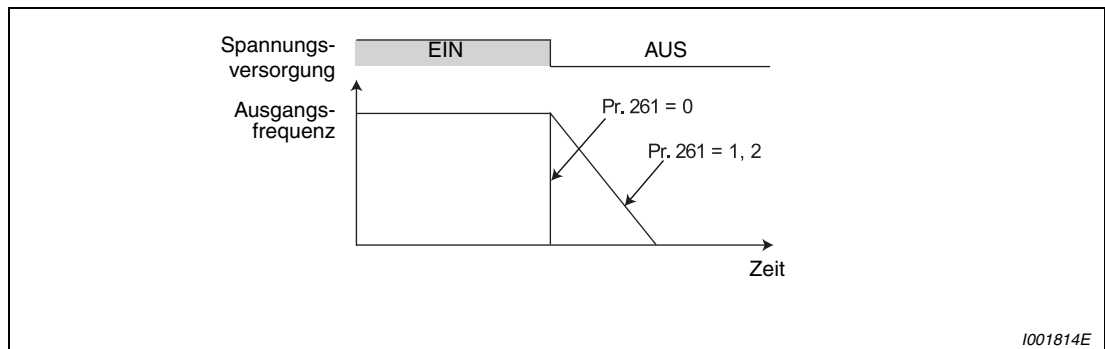 Spannungs-
versorgung
EIN
AUS
Ausgangs-
frequenz
Pr. 261 = 0
Pr. 261 = 1, 2
Zeit
I001814E